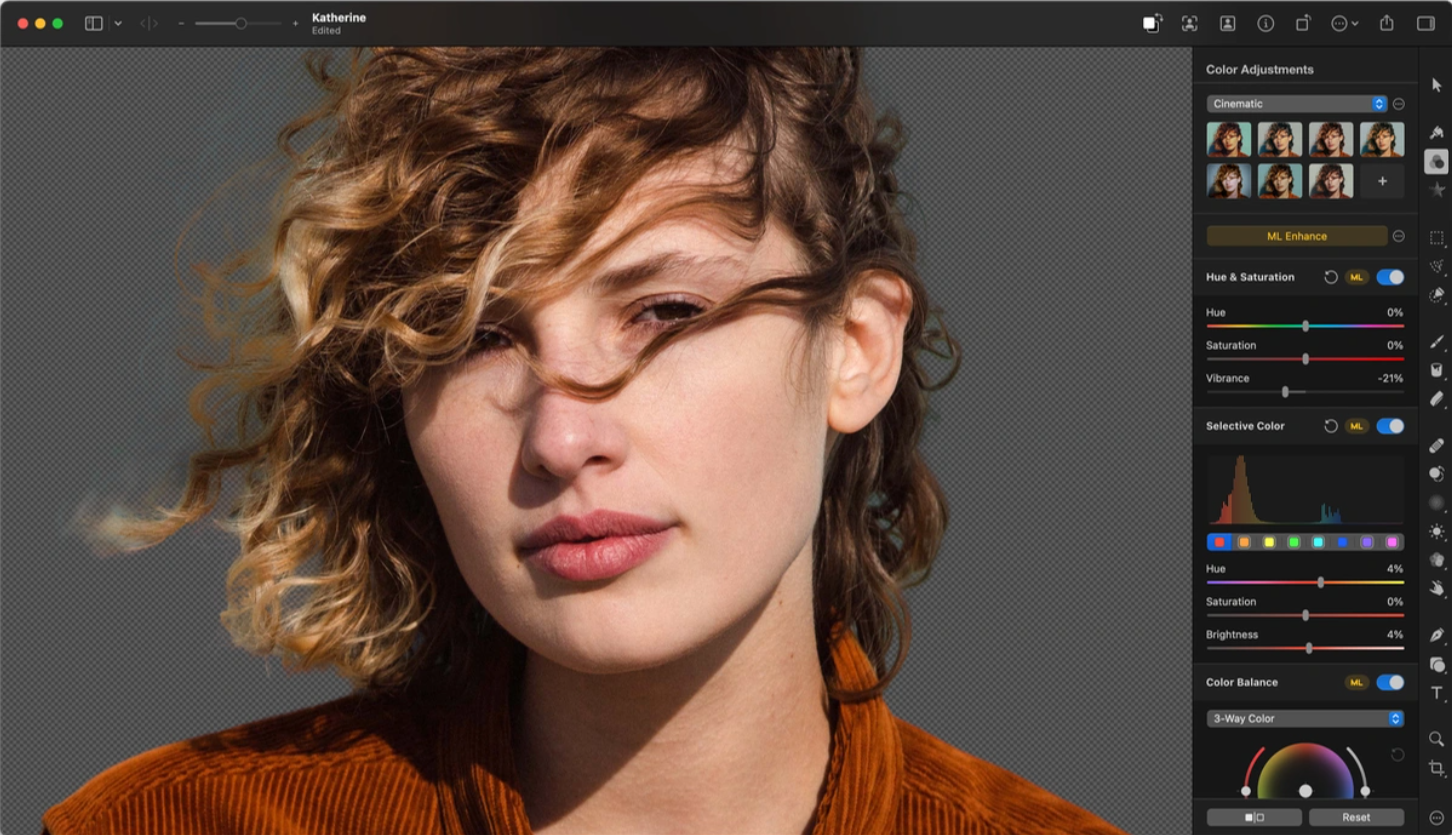 Katherine
Edited
Color Adjustments
Cinematic
ML Enhance
Hue & Saturation ML
Hue 0%
Saturation 0%
Vibrance -21%
Selective Color ML
Hue 4%
Saturation 0%
Brightness 4%
Color Balance ML
3-Way Color
Reset